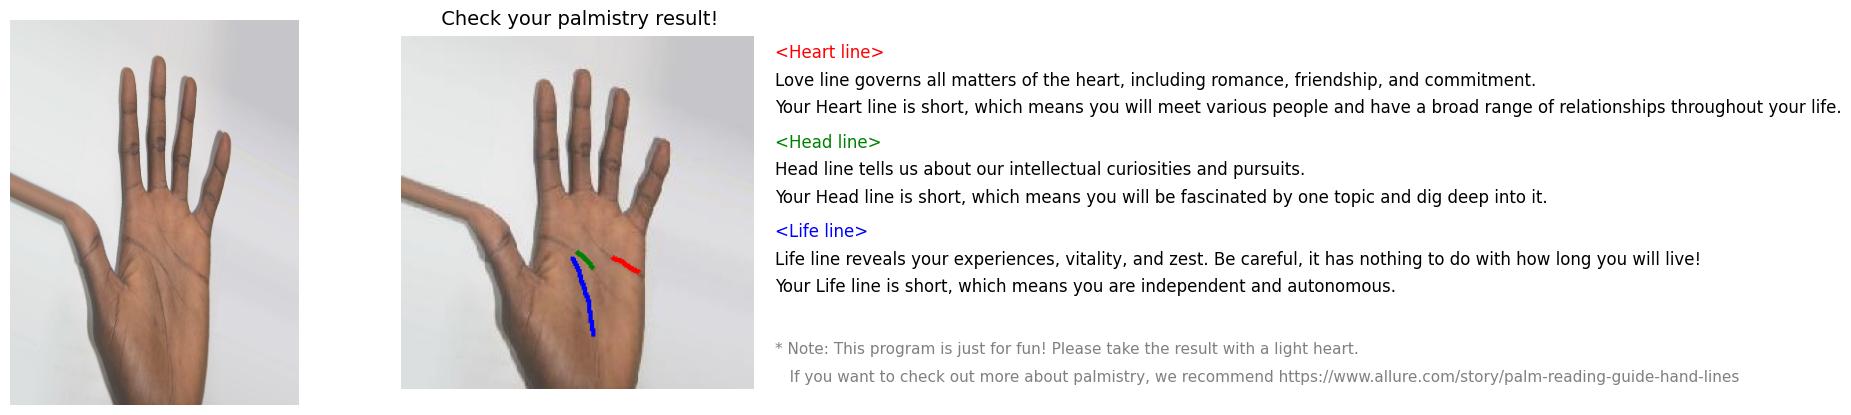 Check your palmistry result!
<Heart line>
Love line governs all matters of the heart, including romance, friendship, and commitment.
Your Heart line is short, which means you will meet various people and have a broad range of relationships throughout your life.
<Head line>
Head line tells us about our intellectual curiosities and pursuits.
Your Head line is short, which means you will be fascinated by one topic and dig deep into it.
<Life line>
Life line reveals your experiences, vitality, and zest. Be careful, it has nothing to do with how long you will live!
Your Life line is short, which means you are independent and autonomous.
* Note: This program is just for fun! Please take the result with a light heart.
If you want to check out more about palmistry, we recommend https://www.allure.com/story/palm-reading-guide-hand-lines